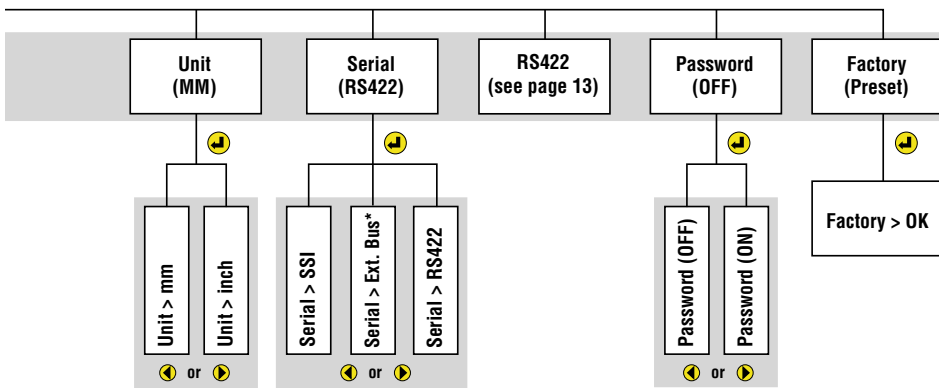 Unit
(MM)
Serial
(RS422)
RS422
(see page 13)
Password
(OFF)
Factory
(Preset)
Unit > mm
Unit > inch
Serial > SSI
Serial > Ext. Bus*
Serial > RS422
Password (OFF)
Password (ON)
Factory > OK
or
or
or